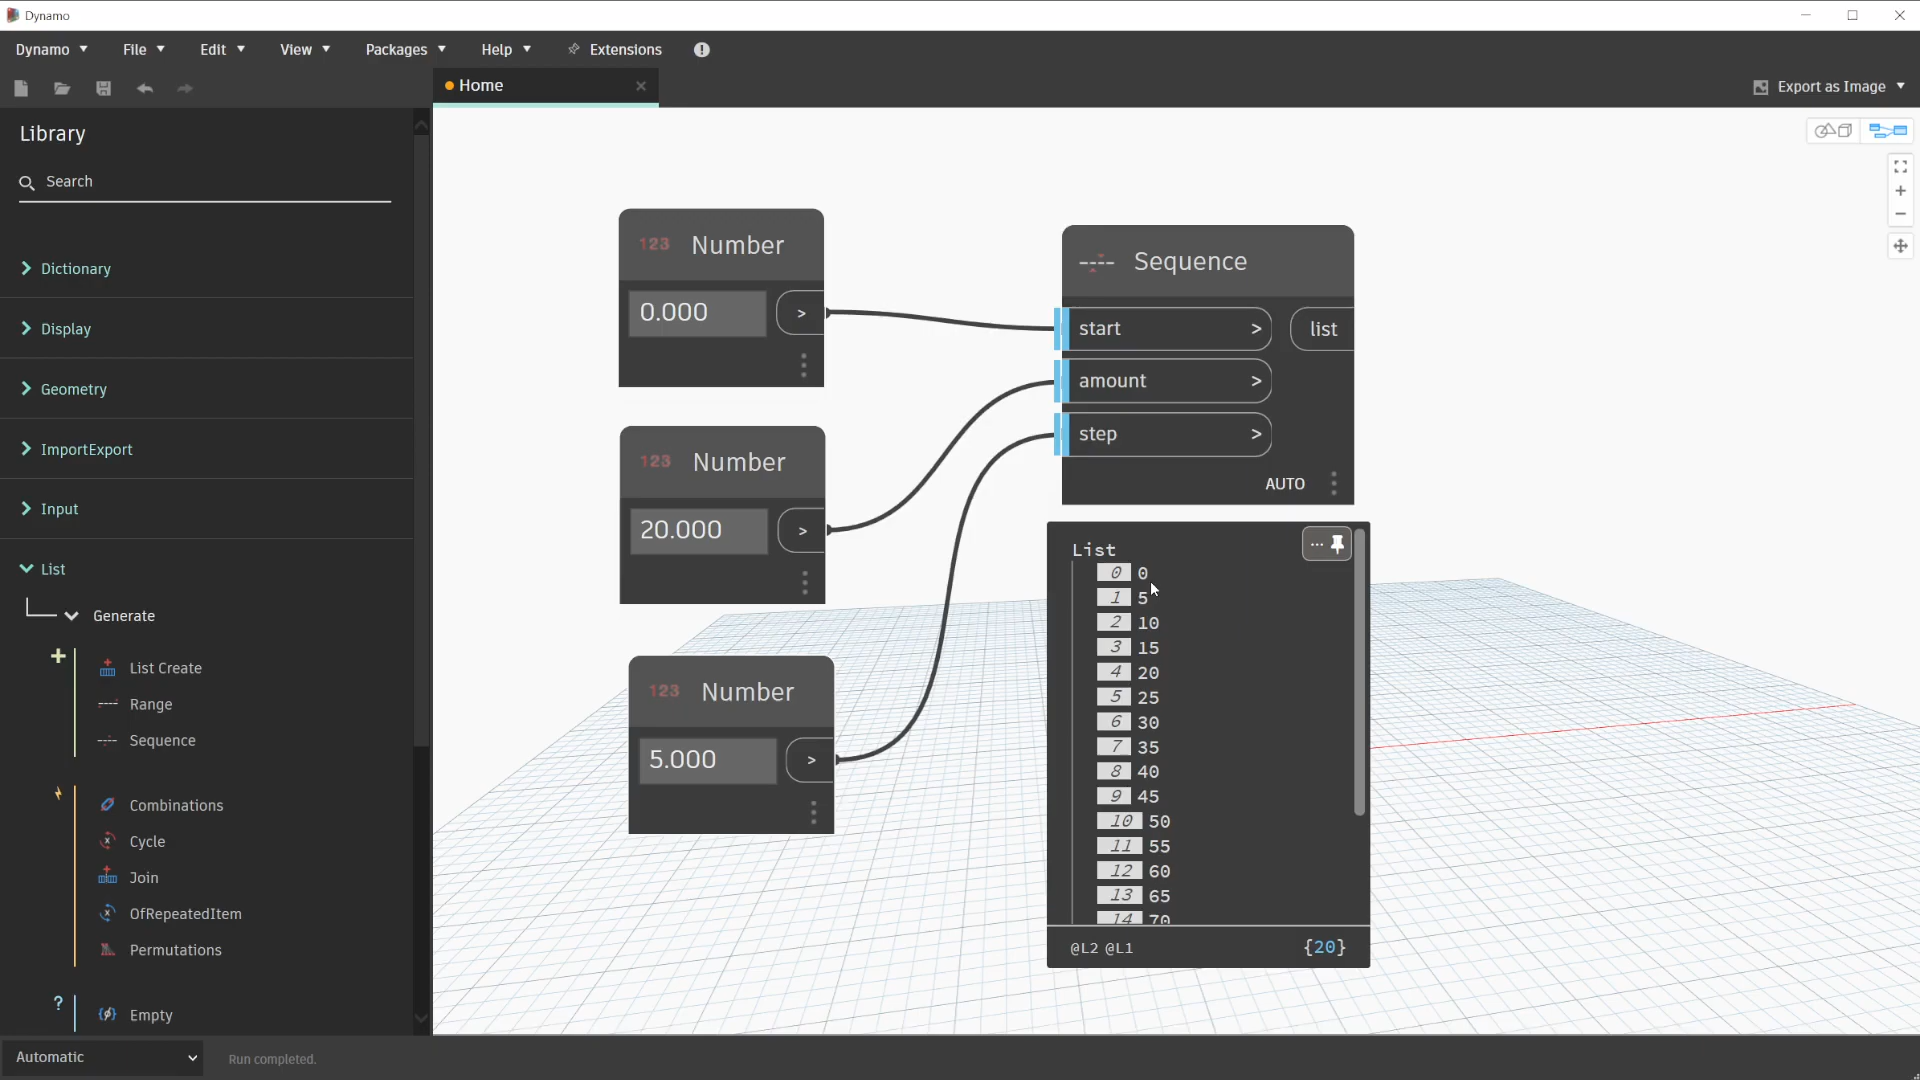 Dynamo
Dynamo File Edit View Packages Help Extensions
Home
Export as Image
Library
Search
Dictionary
Display
Geometry
ImportExport
Input
List
Generate
List Create
Range
Sequence
Combinations
Cycle
Join
OfRepeatedItem
Permutations
? Empty
123 Number
0.000 >
123 Number
20.000 >
123 Number
5.000 >
Sequence
start > list
amount >
step >
AUTO
List
0 0
1 5
2 10
3 15
4 20
5 25
6 30
7 35
8 40
9 45
10 50
11 55
12 60
13 65
14 70
@L2 @L1 {20}
Automatic Run completed.